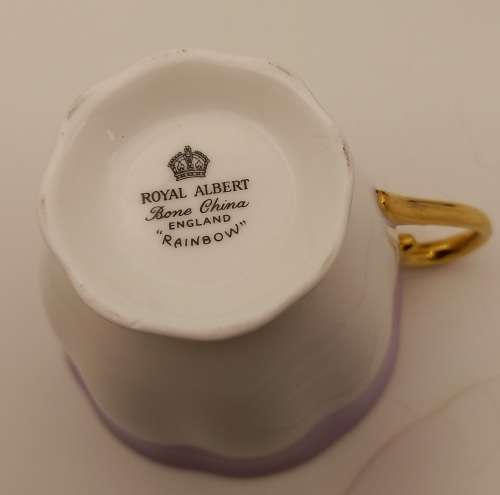 ROYAL ALBERT
Bone China
ENGLAND
"RAINBOW"